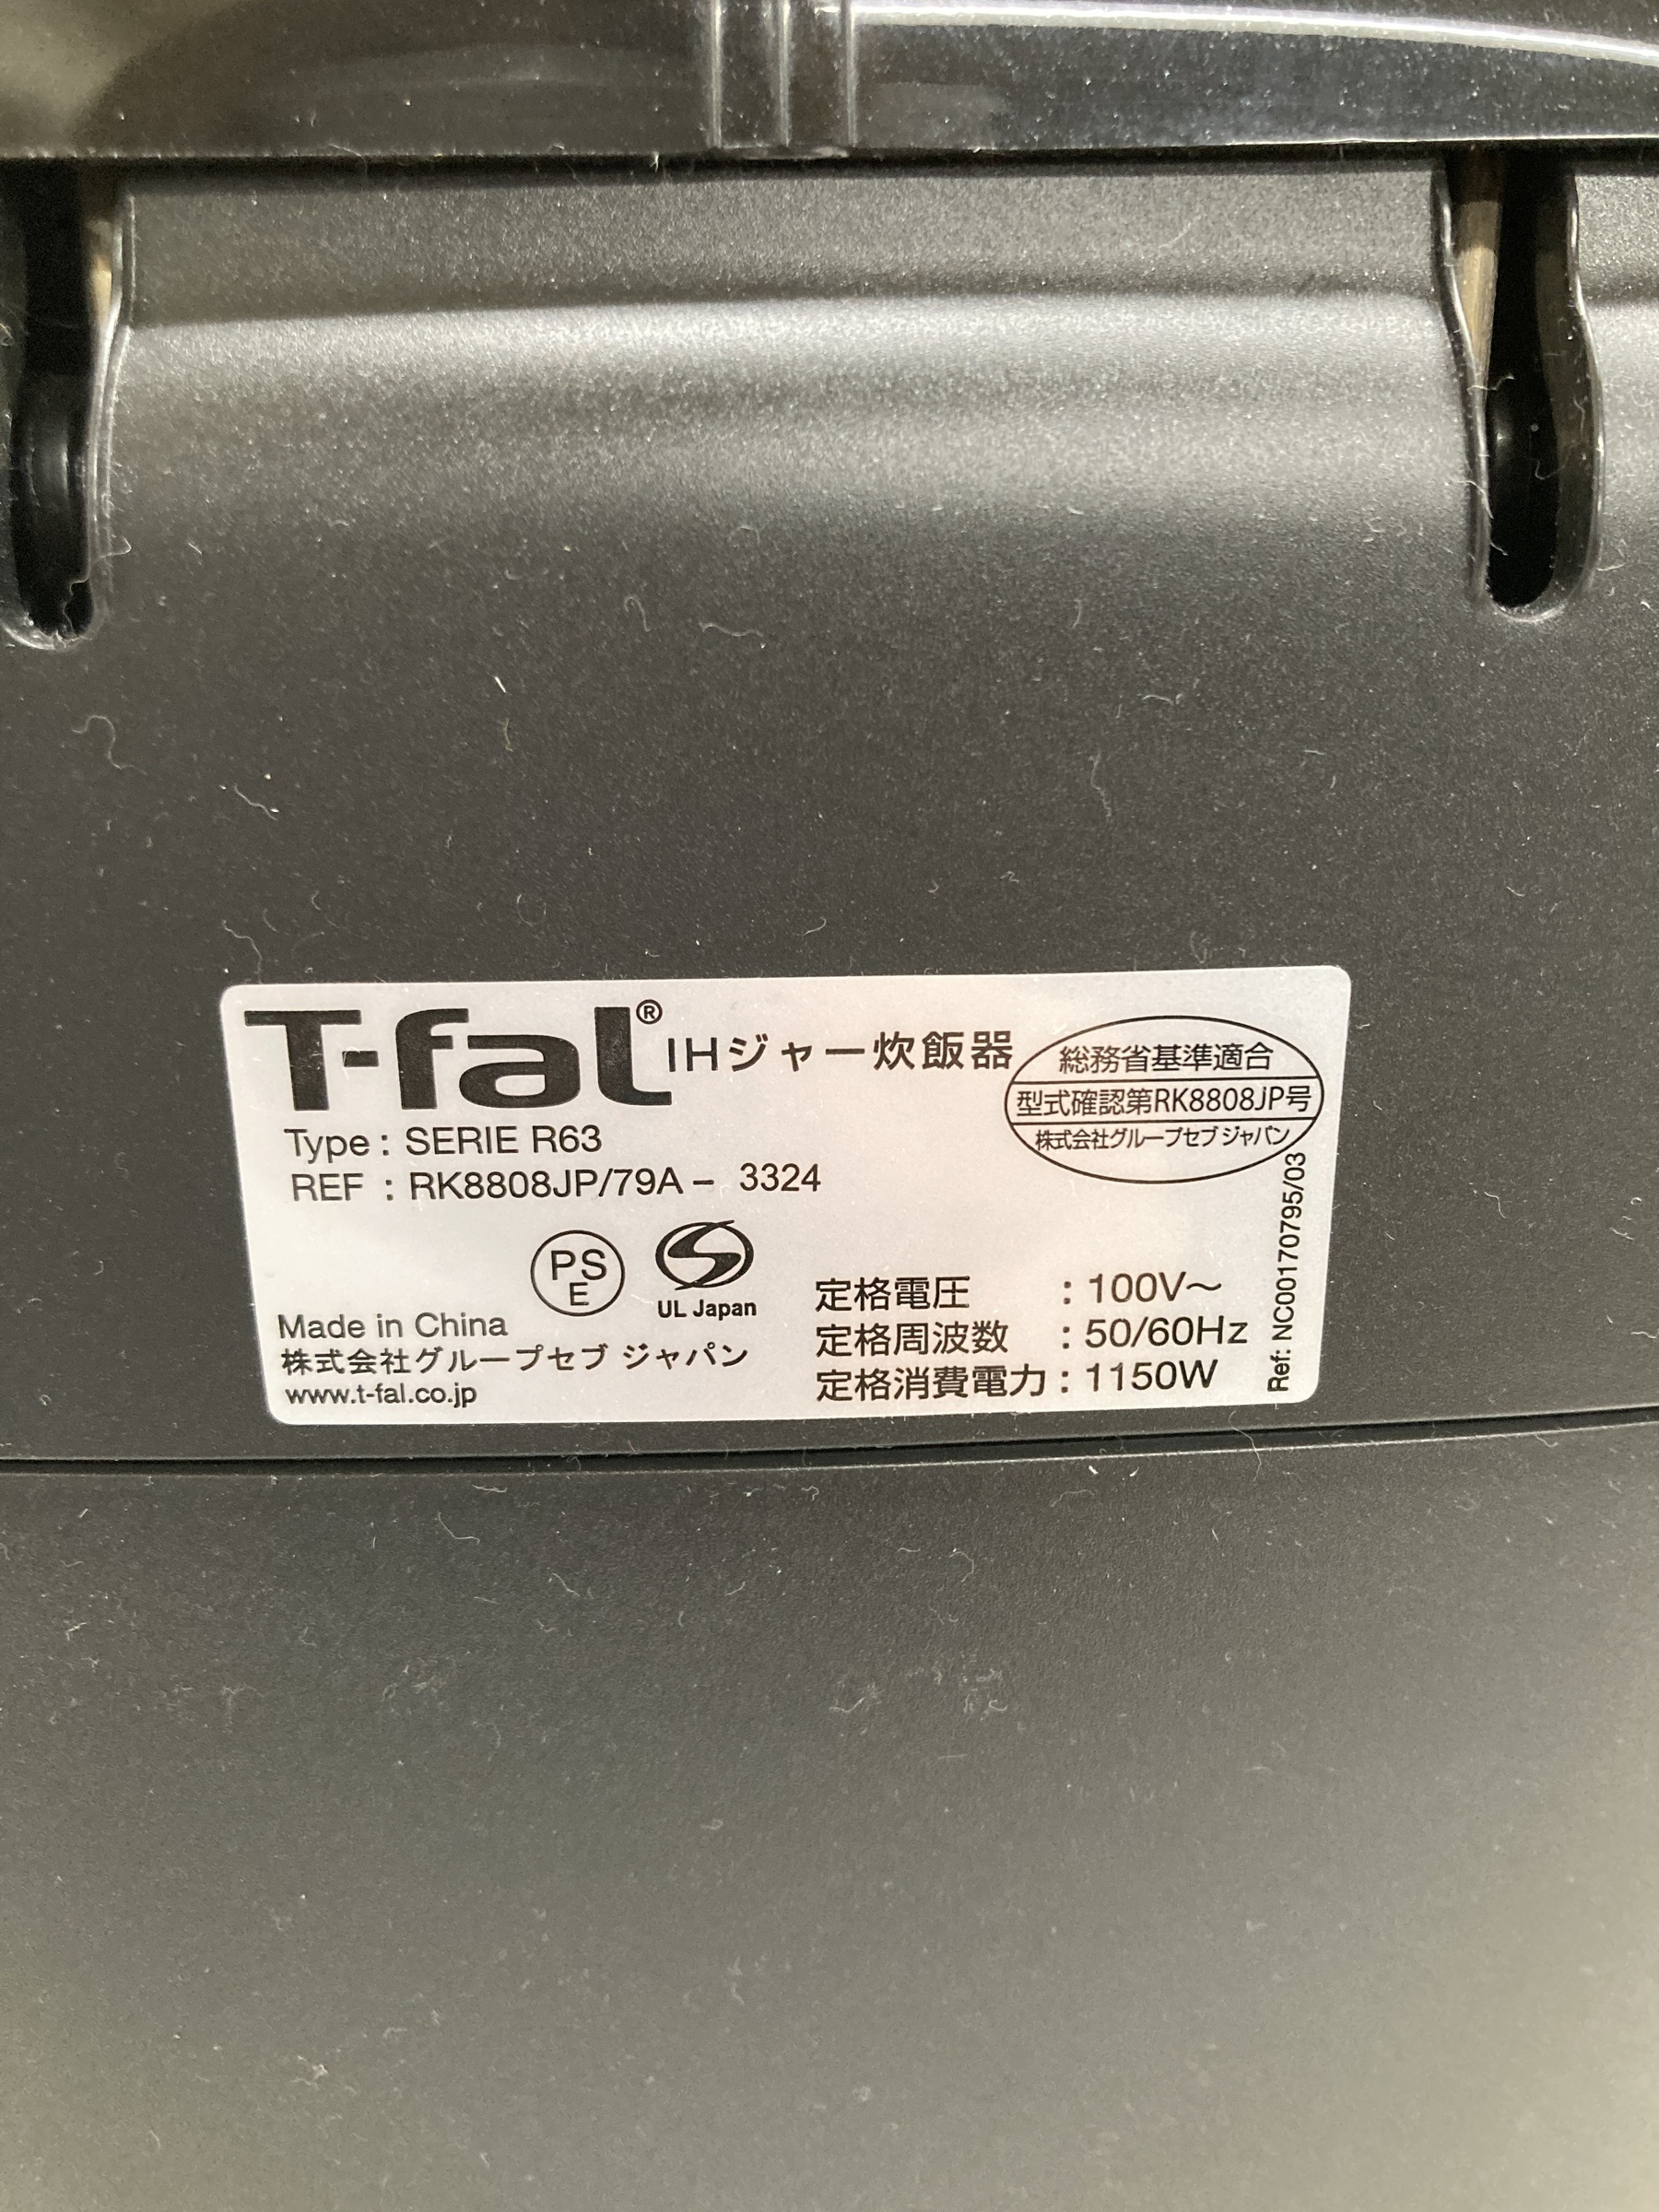 T-fal® IHジャー炊飯器
総務省基準適合
型式確認第RK8808JP号
株式会社グループセブ ジャパン
Type : SERIE R63
REF : RK8808JP/79A – 3324
PS
E
UL Japan
Made in China
株式会社グループセブ ジャパン
www.t-fal.co.jp
定格電圧 : 100V～
定格周波数 : 50/60Hz
定格消費電力 : 1150W
Ref: NC00170795/03